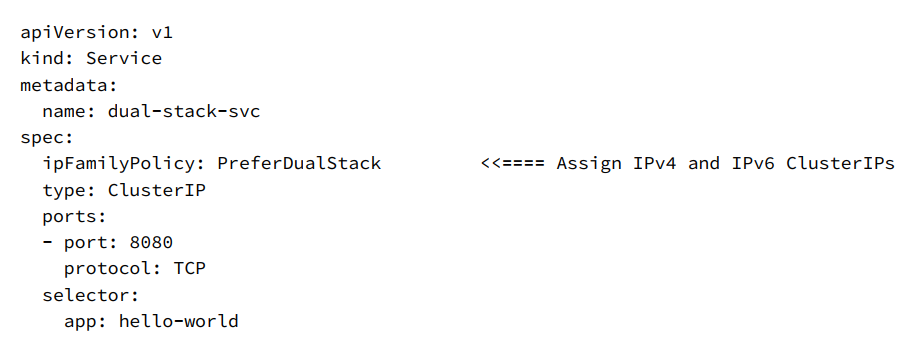 apiVersion: v1
kind: Service
metadata:
  name: dual-stack-svc
spec:
  ipFamilyPolicy: PreferDualStack         <<==== Assign IPv4 and IPv6 ClusterIPs
  type: ClusterIP
  ports:
  - port: 8080
    protocol: TCP
  selector:
    app: hello-world